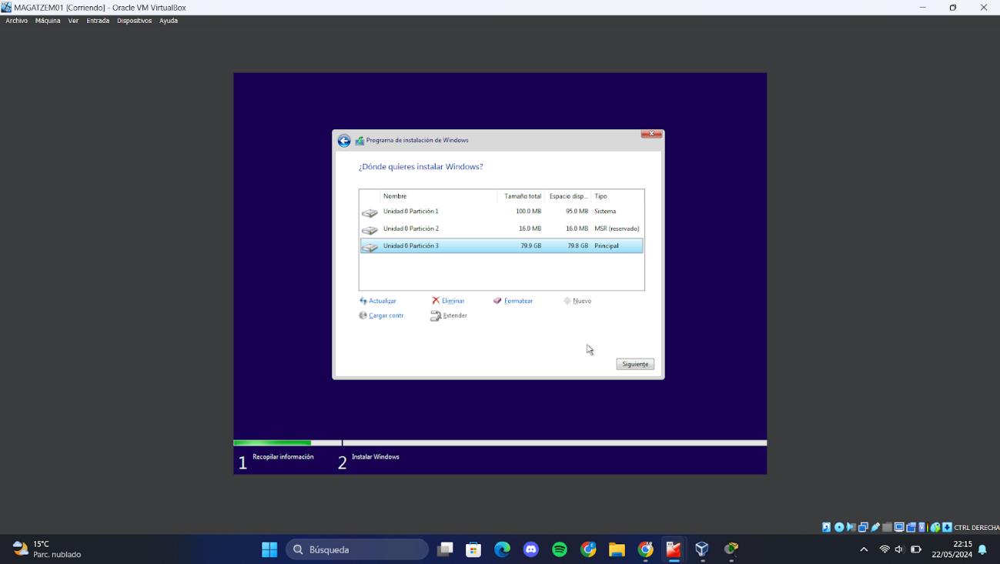 MAGATZEM01 [Corriendo] - Oracle VM VirtualBox
Archivo Máquina Ver Entrada Dispositivos Ayuda
Programa de instalación de Windows
¿Dónde quieres instalar Windows?
Nombre Tamaño total Espacio disp... Tipo
Unidad 0 Partición 1 100.0 MB 95.0 MB Sistema
Unidad 0 Partición 2 16.0 MB 16.0 MB MSR (reservado)
Unidad 0 Partición 3 79.9 GB 79.8 GB Principal
Actualizar Eliminar Formatear Nuevo
Cargar contr. Extender
Siguiente
1 Recopilar información 2 Instalar Windows
CTRL DERECHA
15°C
Parc. nublado
Búsqueda
22:15
22/05/2024